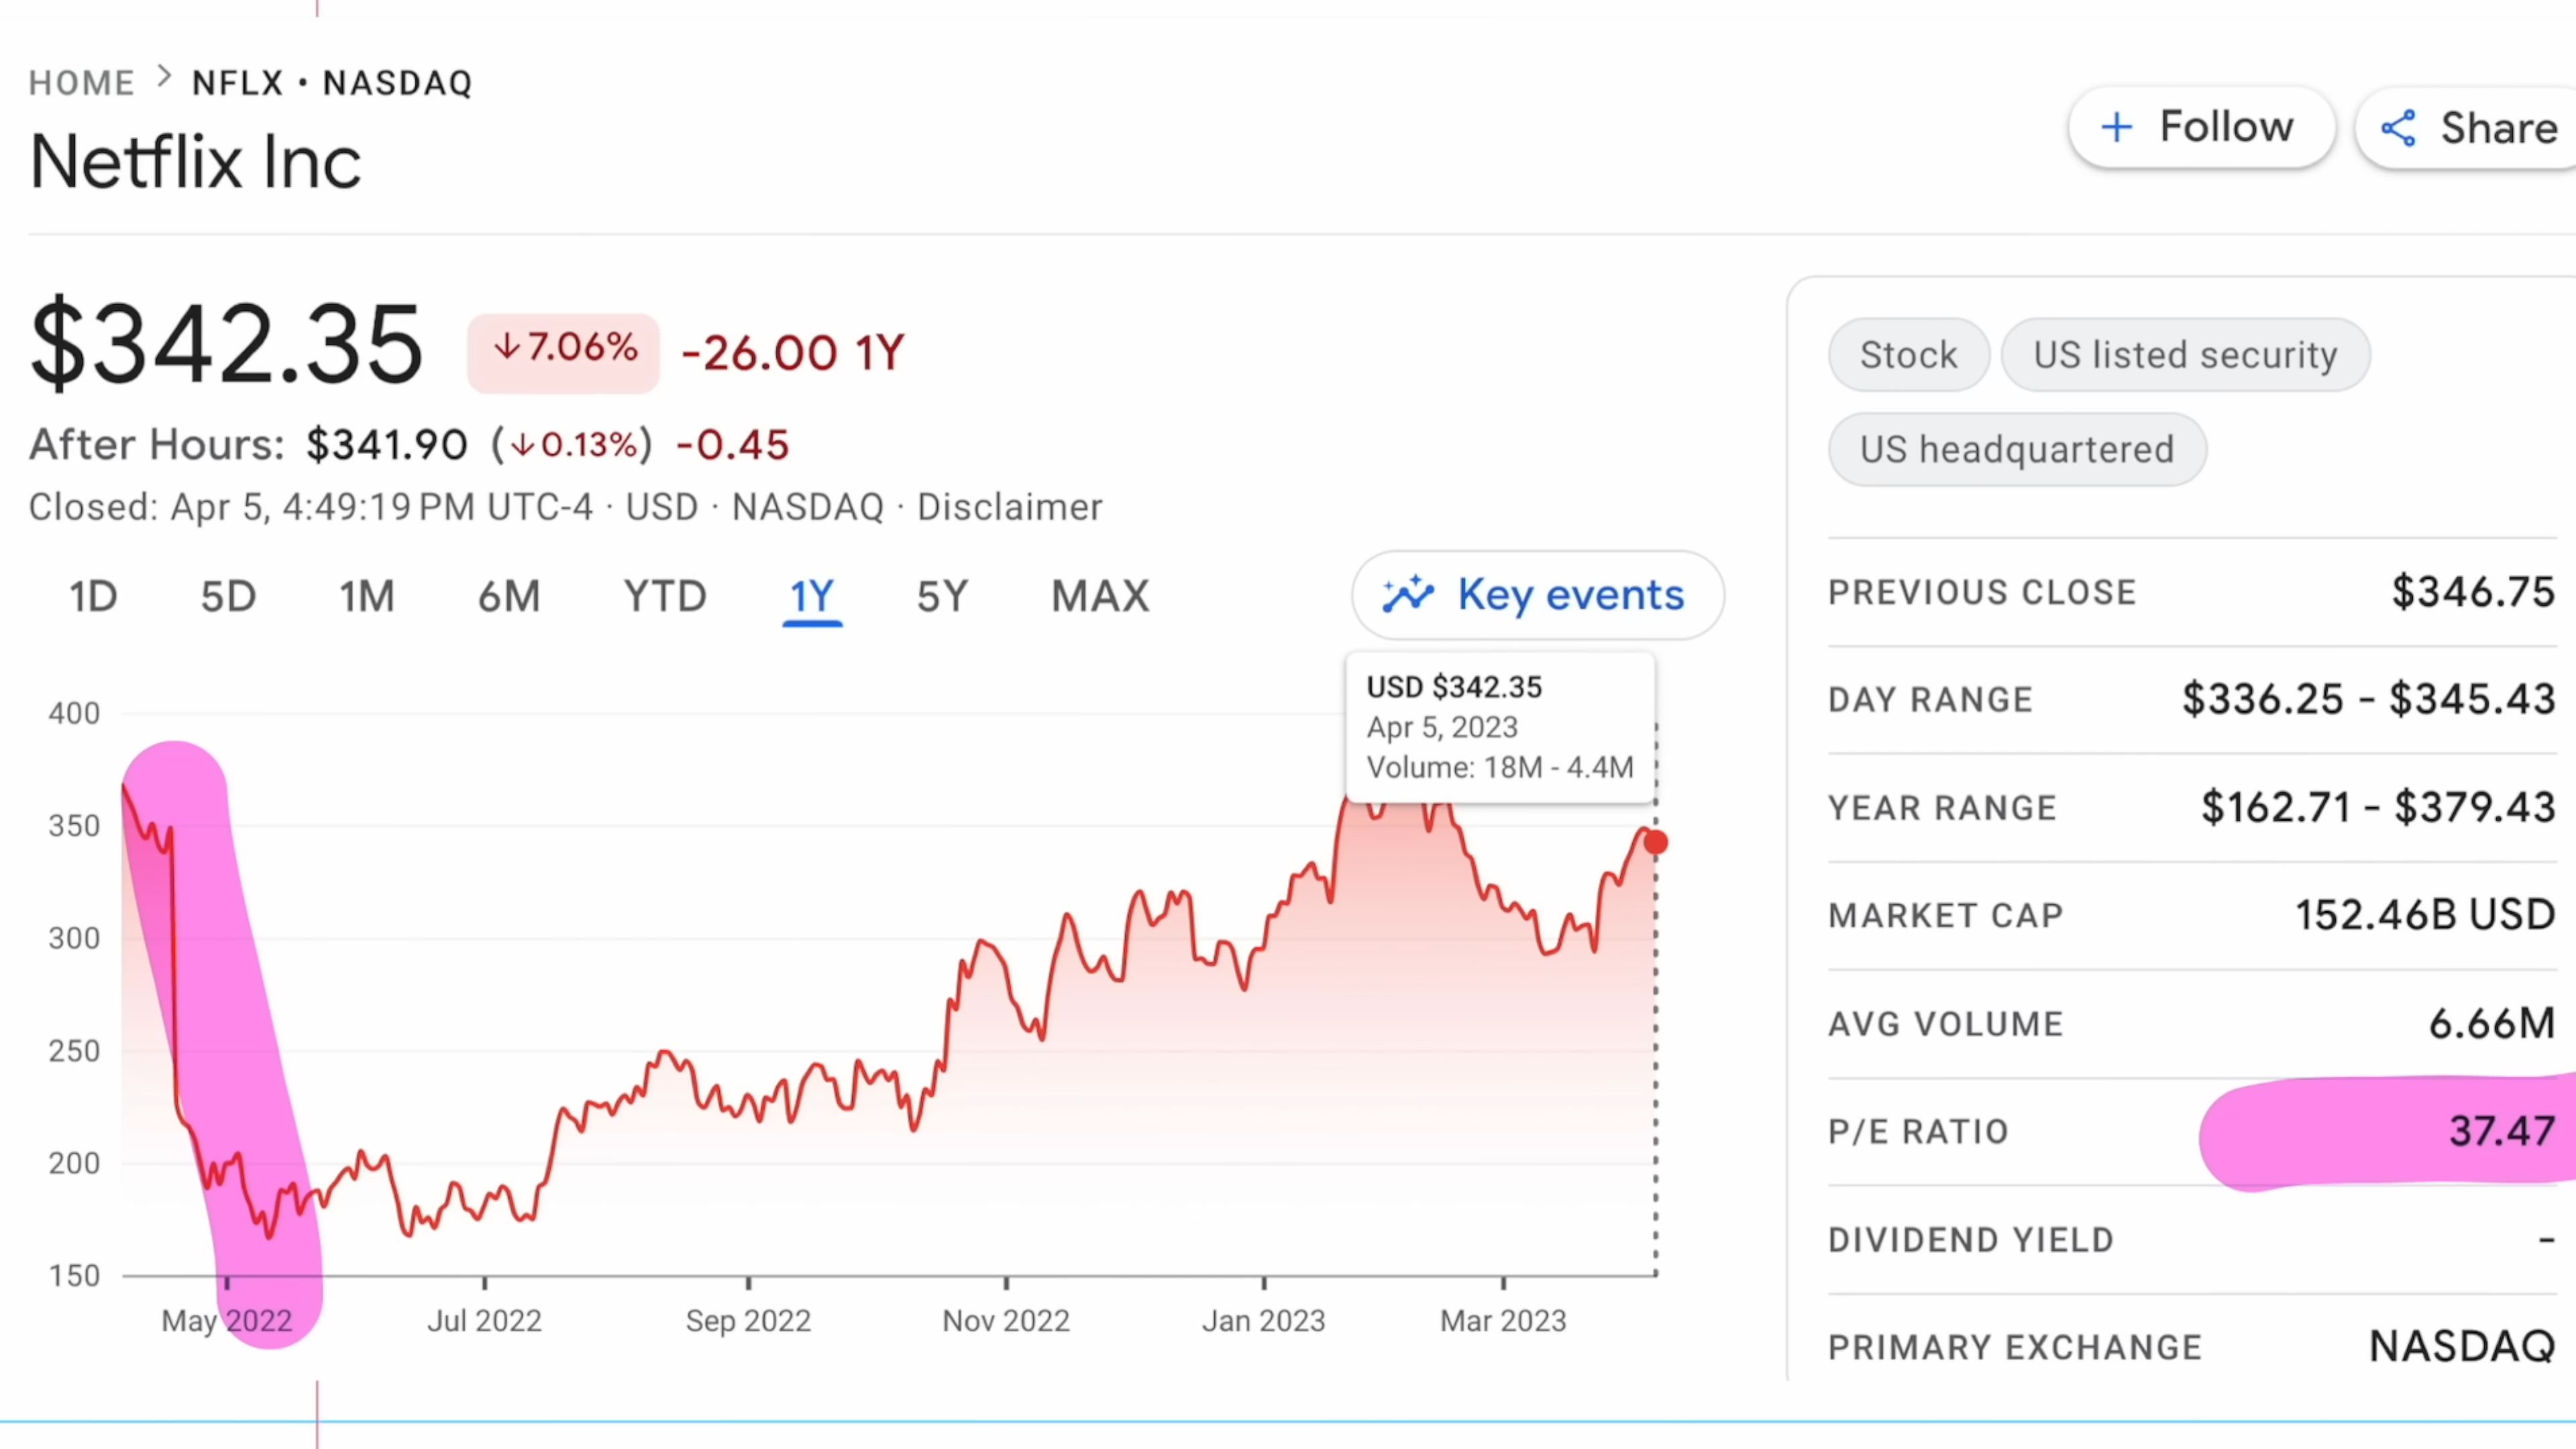 HOME > NFLX • NASDAQ
Netflix Inc
+ Follow
Share
$342.35 ↓7.06% -26.00 1Y
After Hours: $341.90 (↓0.13%) -0.45
Closed: Apr 5, 4:49:19 PM UTC-4 · USD · NASDAQ · Disclaimer
1D 5D 1M 6M YTD 1Y 5Y MAX
Key events
USD $342.35
Apr 5, 2023
Volume: 18M - 4.4M
400
350
300
250
200
150
May 2022 Jul 2022 Sep 2022 Nov 2022 Jan 2023 Mar 2023
Stock US listed security
US headquartered
PREVIOUS CLOSE $346.75
DAY RANGE $336.25 - $345.43
YEAR RANGE $162.71 - $379.43
MARKET CAP 152.46B USD
AVG VOLUME 6.66M
P/E RATIO 37.47
DIVIDEND YIELD -
PRIMARY EXCHANGE NASDAQ